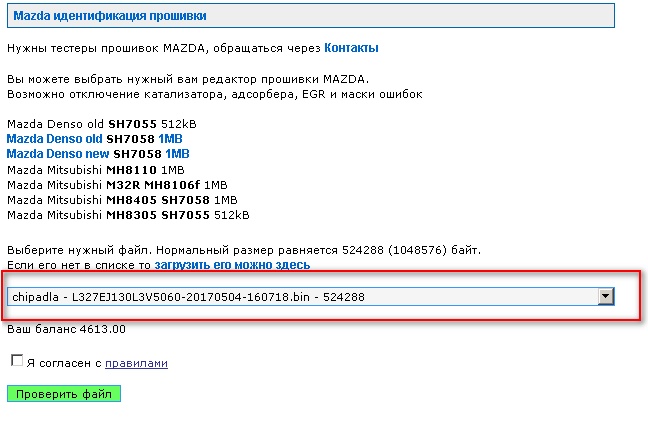 Mazda идентификация прошивки
Нужны тестеры прошивок MAZDA, обращаться через Контакты
Вы можете выбрать нужный вам редактор прошивки MAZDA.
Возможно отключение катализатора, адсорбера, EGR и маски ошибок
Mazda Denso old SH7055 512kB
Mazda Denso old SH7058 1MB
Mazda Denso new SH7058 1MB
Mazda Mitsubishi MH8110 1MB
Mazda Mitsubishi M32R MH8106f 1MB
Mazda Mitsubishi MH8405 SH7058 1MB
Mazda Mitsubishi MH8305 SH7055 512kB
Выберите нужный файл. Нормальный размер равняется 524288 (1048576) байт.
Если его нет в списке то загрузить его можно здесь
chipadla - L327EJ130L3V5060-20170504-160718.bin - 524288
Ваш баланс 4613.00
Я согласен с правилами
Проверить файл